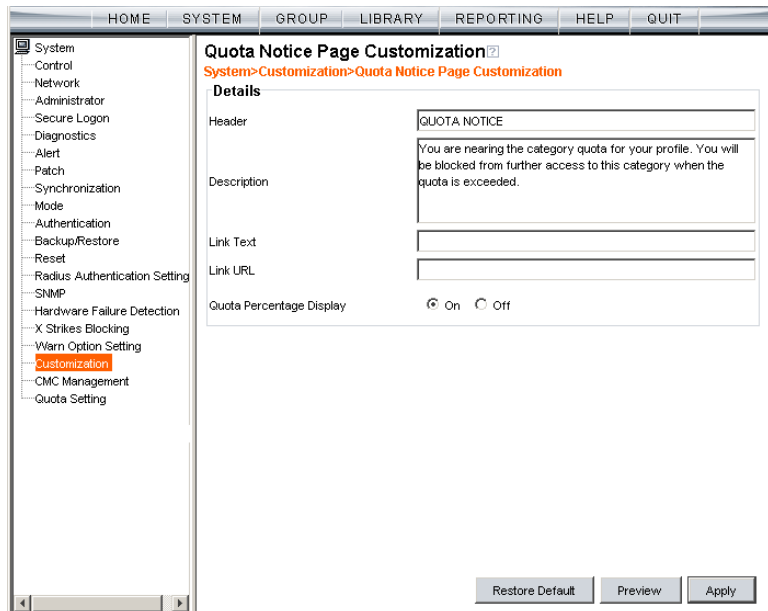 HOME SYSTEM GROUP LIBRARY REPORTING HELP QUIT
System
Control
Network
Administrator
Secure Logon
Diagnostics
Alert
Patch
Synchronization
Mode
Authentication
Backup/Restore
Reset
Radius Authentication Setting
SNMP
Hardware Failure Detection
X Strikes Blocking
Warn Option Setting
Customization
CMC Management
Quota Setting
Quota Notice Page Customization ?
System>Customization>Quota Notice Page Customization
Details
Header QUOTA NOTICE
Description
You are nearing the category quota for your profile. You will
be blocked from further access to this category when the
quota is exceeded.
Link Text
Link URL
Quota Percentage Display On Off
Restore Default Preview Apply